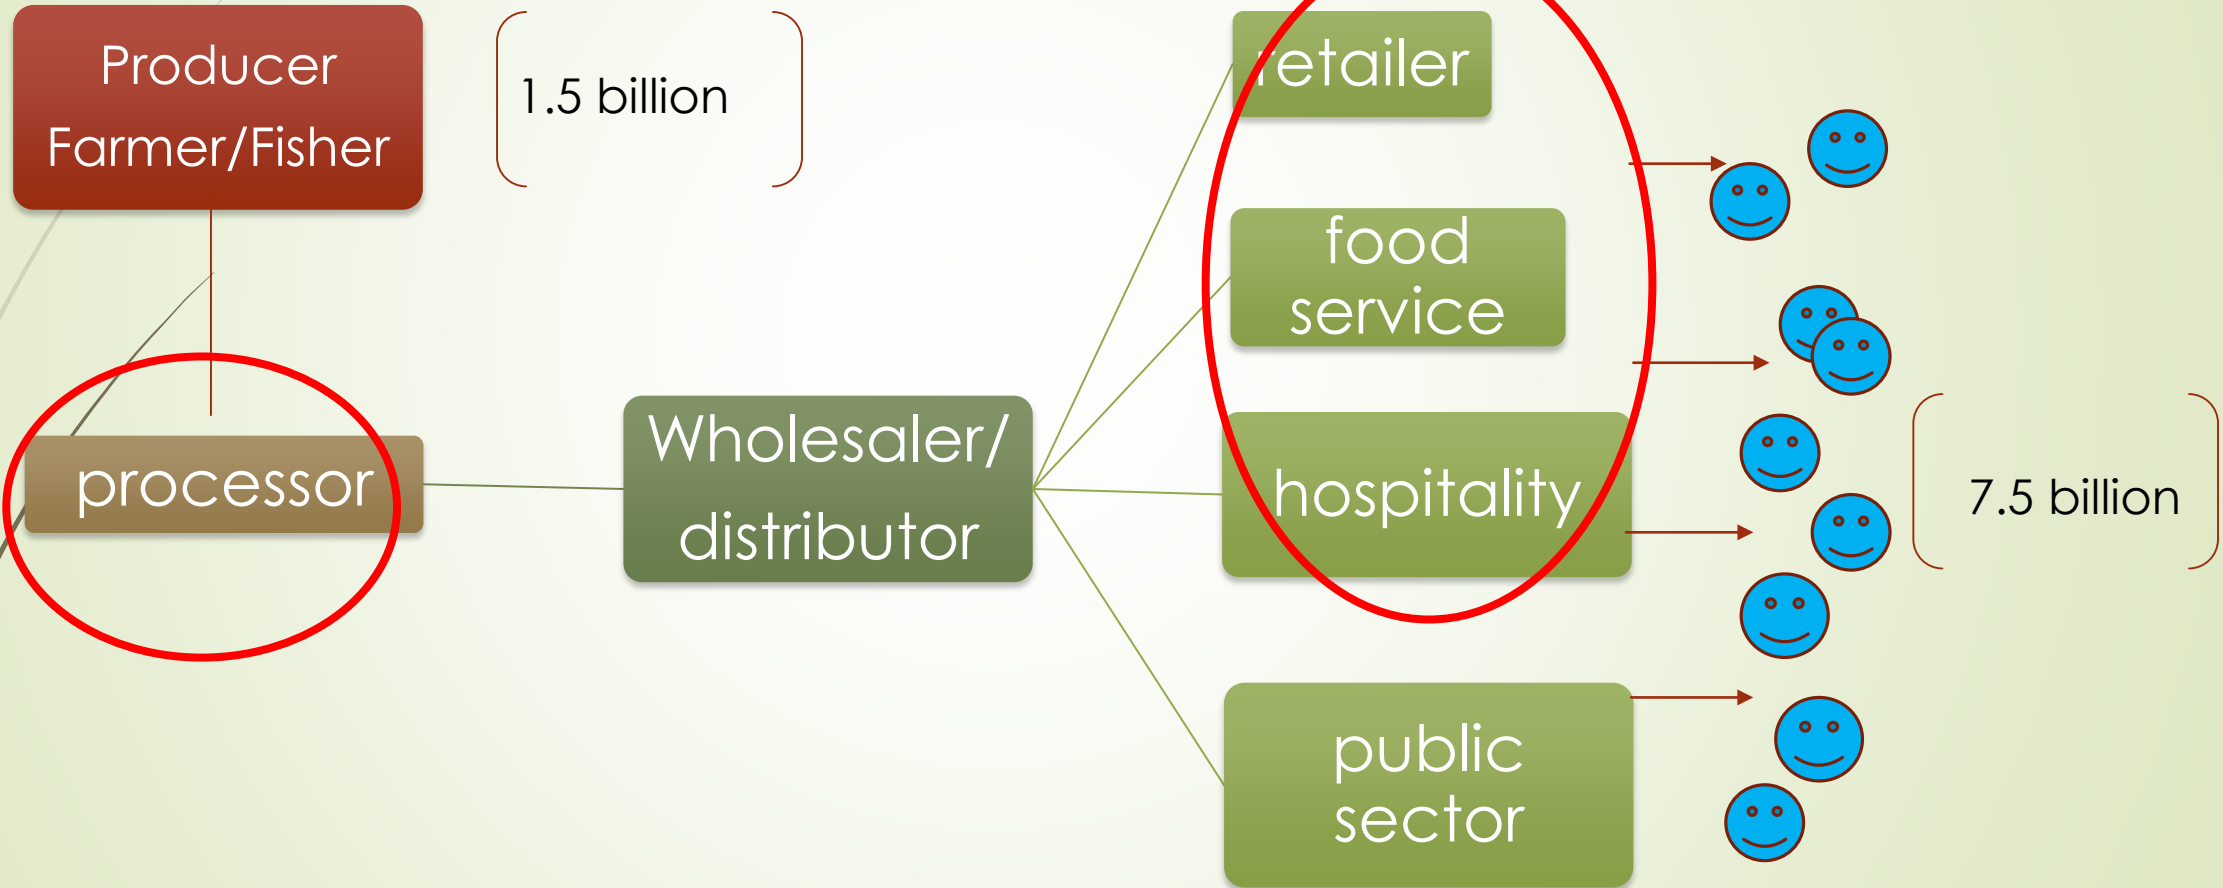 Producer
Farmer/Fisher
1.5 billion
processor
Wholesaler/
distributor
retailer
food
service
hospitality
public
sector
7.5 billion